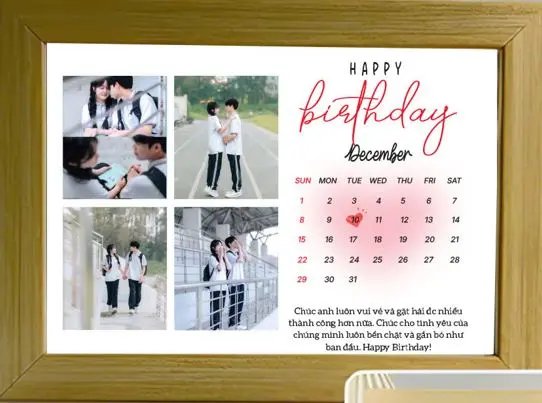 HAPPY
birthday
December
SUN MON TUE WED THU FRI SAT
1 2 3 4 5 6 7
8 9 10 11 12 13 14
15 16 17 18 19 20 21
22 23 24 25 26 27 28
29 30 31
Chúc anh luôn vui vẻ và gặt hái đc nhiều
thành công hơn nữa. Chúc cho tình yêu của
chúng mình luôn bền chặt và gắn bó như
ban đầu. Happy Birthday!